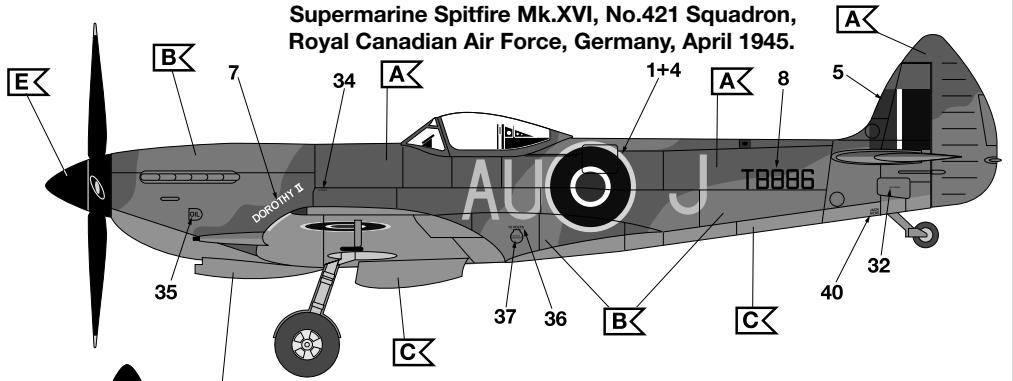 Supermarine Spitfire Mk.XVI, No.421 Squadron,
Royal Canadian Air Force, Germany, April 1945.
A
B
E
7
34
A
1+4
A
8
5
AU J
TB886
DOROTHY II
OIL
35
37
36
B
C
C
40
32